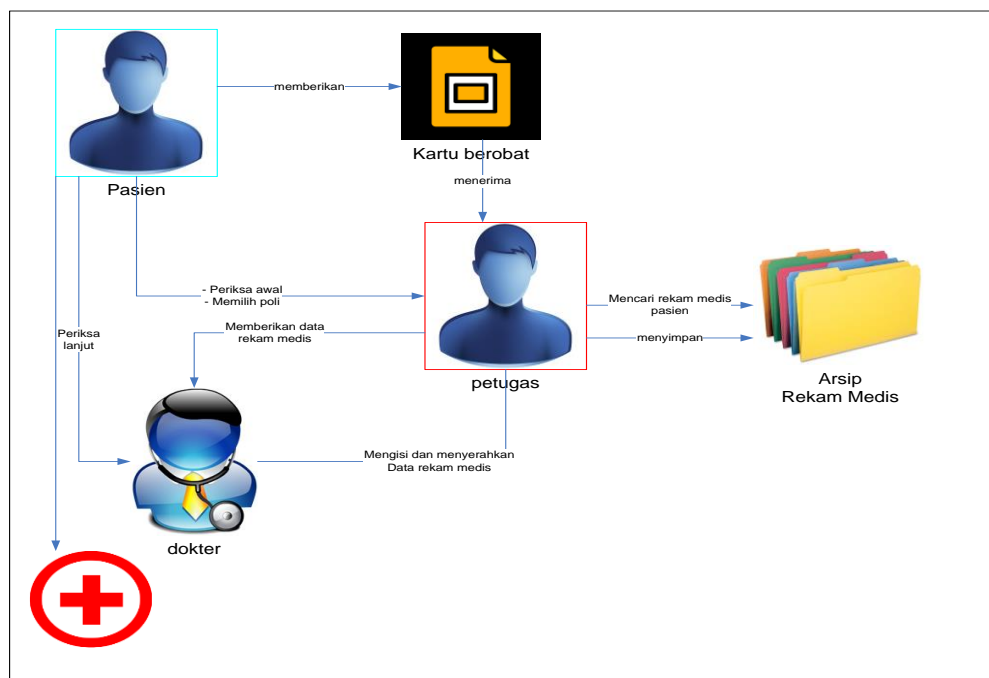 memberikan
Kartu berobat
Pasien
menerima
- Periksa awal
- Memilih poli
Mencari rekam medis
pasien
Periksa
lanjut
Memberikan data
rekam medis
menyimpan
petugas
Arsip
Rekam Medis
Mengisi dan menyerahkan
Data rekam medis
dokter